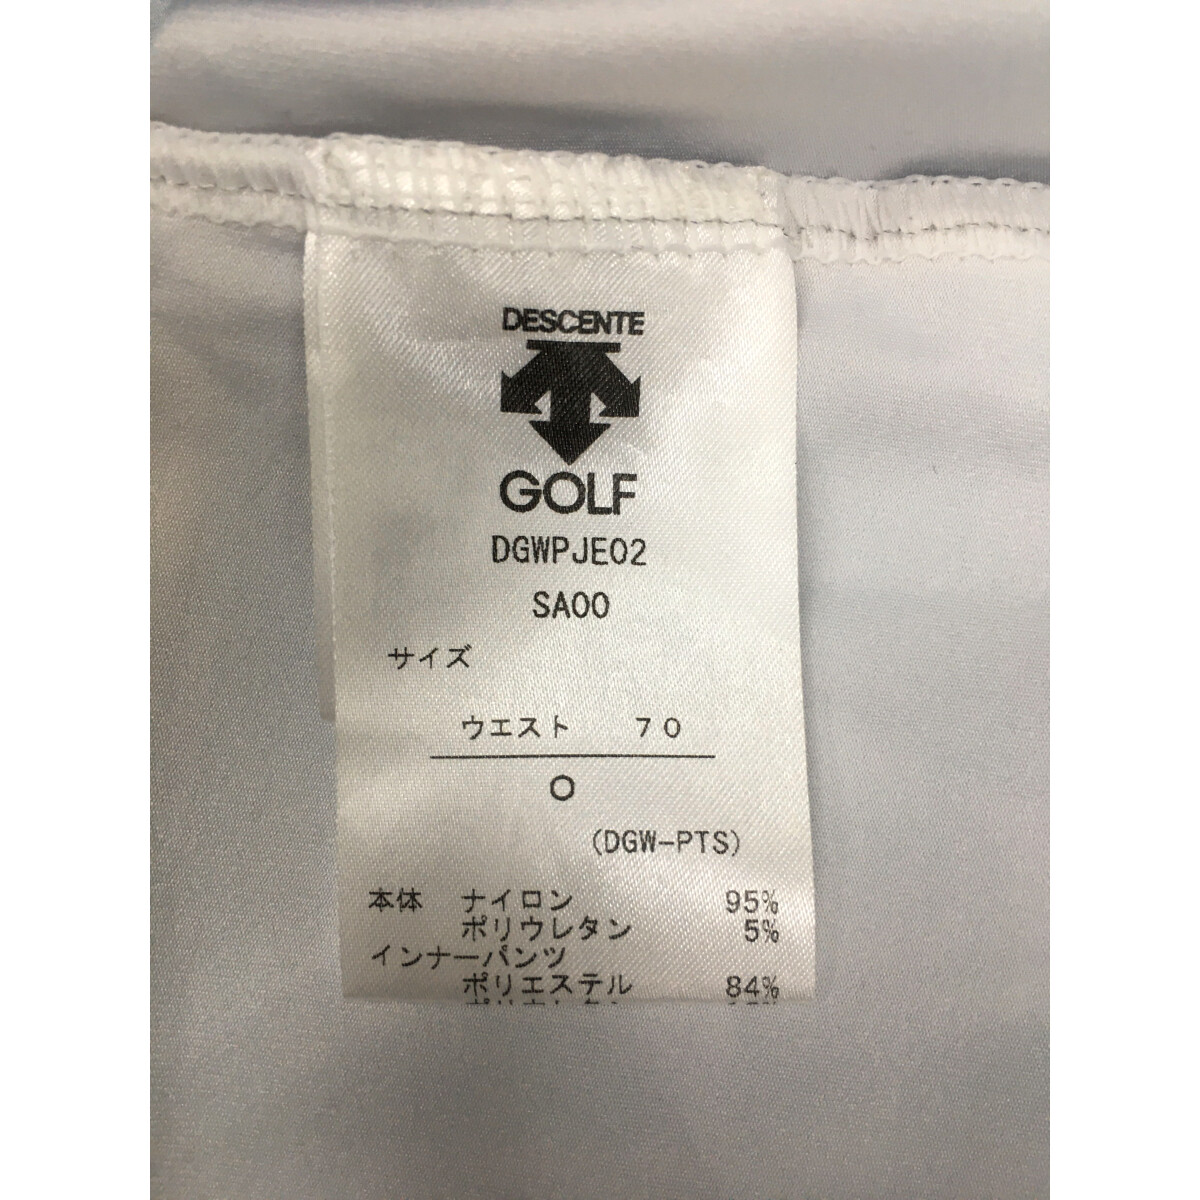 DESCENTE
GOLF
DGWPJE02
SA00
サイズ
ウエスト 70
O
(DGW-PTS)
本体 ナイロン 95%
ポリウレタン 5%
インナーパンツ
ポリエステル 84%